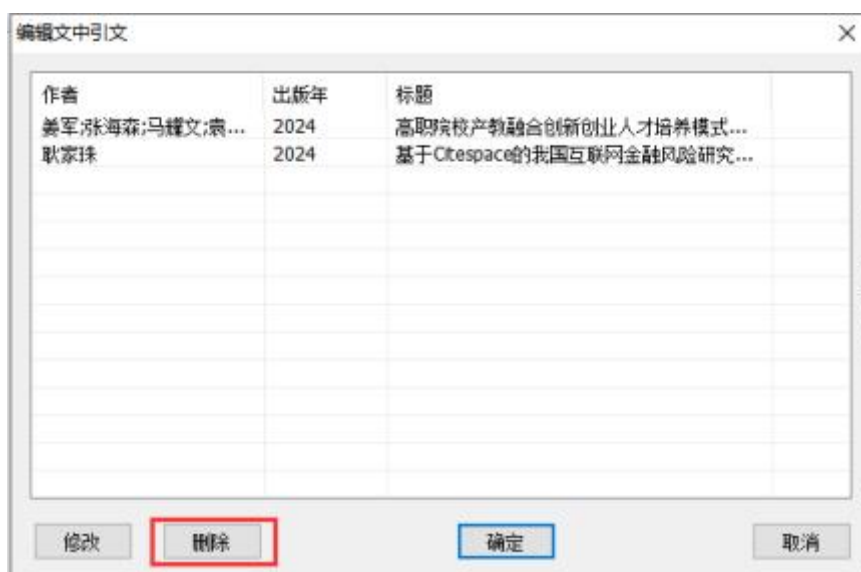 编辑文中引文
作者 出版年 标题
姜军;张海森;马耀文;袁... 2024 高职院校产教融合创新创业人才培养模式...
耿家珠 2024 基于Citespace的我国互联网金融风险研究...
修改 删除 确定 取消